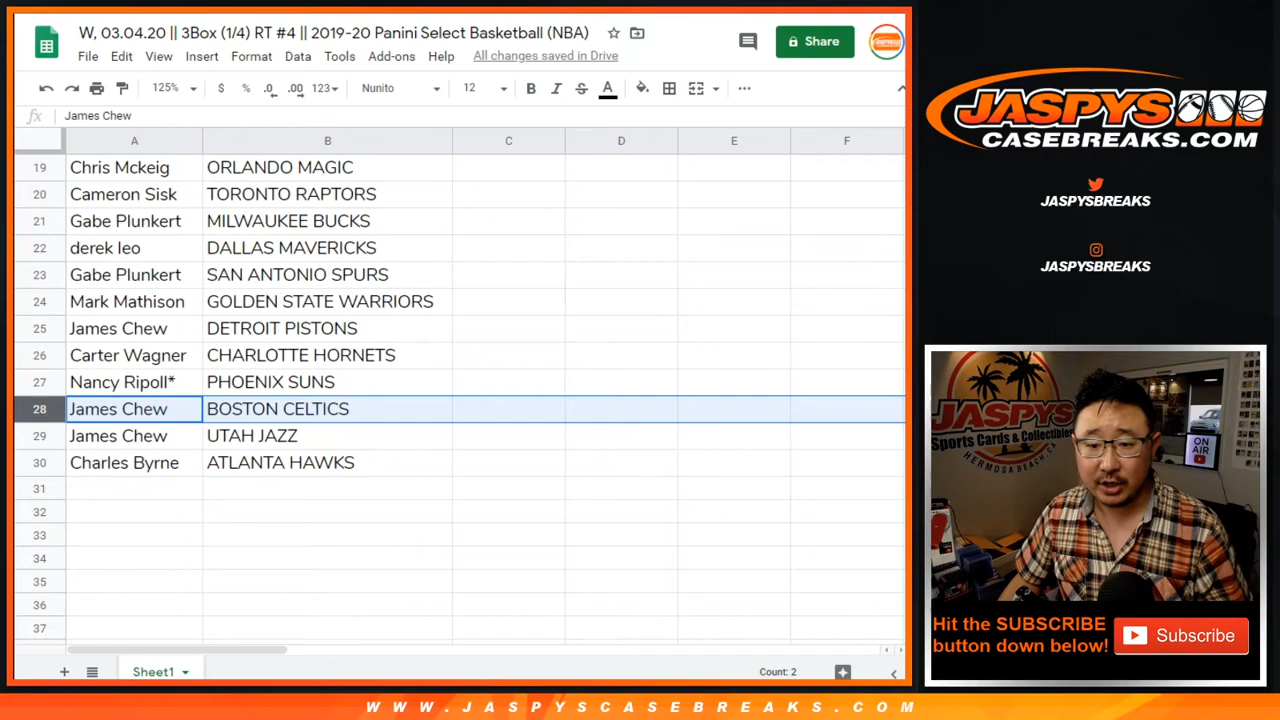 W, 03.04.20 || 3Box (1/4) RT #4 || 2019-20 Panini Select Basketball (NBA)
File Edit View Insert Format Data Tools Add-ons Help All changes saved in Drive
Share
125% $ % .0 .00 123 Nunito 12 B I S A
fx James Chew
A B C D E F
19 Chris Mckeig ORLANDO MAGIC
20 Cameron Sisk TORONTO RAPTORS
21 Gabe Plunkert MILWAUKEE BUCKS
22 derek leo DALLAS MAVERICKS
23 Gabe Plunkert SAN ANTONIO SPURS
24 Mark Mathison GOLDEN STATE WARRIORS
25 James Chew DETROIT PISTONS
26 Carter Wagner CHARLOTTE HORNETS
27 Nancy Ripoll* PHOENIX SUNS
28 James Chew BOSTON CELTICS
29 James Chew UTAH JAZZ
30 Charles Byrne ATLANTA HAWKS
31
32
33
34
35
36
37
Sheet1
Count: 2
JASPYS
CASEBREAKS.COM
JASPYSBREAKS
JASPYSBREAKS
JASPYS
Sports Cards & Collectibles
HERMOSA BEACH, CA
ON
AIR
Hit the SUBSCRIBE
button down below!
Subscribe
WWW.JASPYSCASEBREAKS.COM